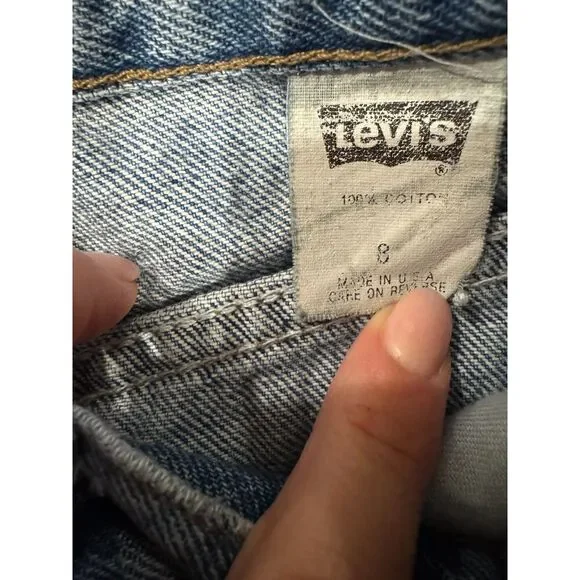 Levi's
®
100% COTTON
8
MADE IN U.S.A
CARE ON REVERSE